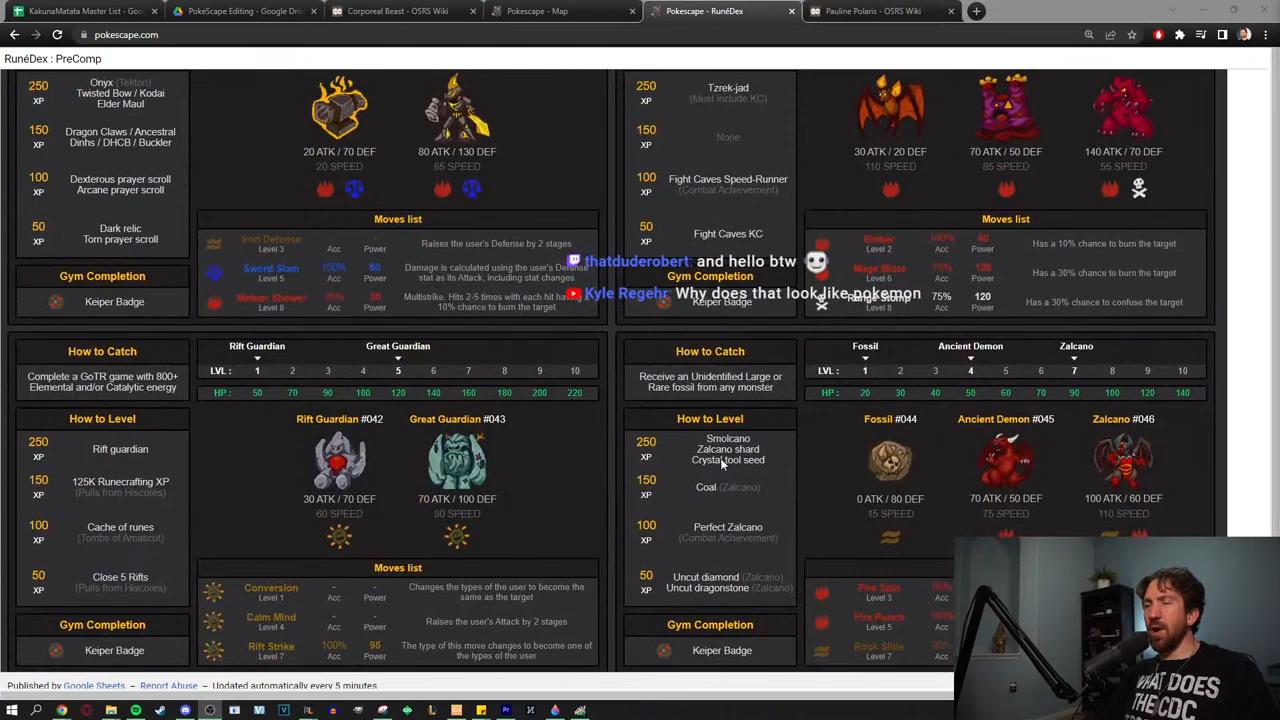 KakunaMatata Master List - Goo
PokeScape Editing - Google Driv
Corporeal Beast - OSRS Wiki
Pokescape - Map
Pokescape - RunéDex
Pauline Polaris - OSRS Wiki
pokescape.com
RunéDex : PreComp
250 XP
Onyx (Tekton)
Twisted Bow / Kodai
Elder Maul
150 XP
Dragon Claws / Ancestral
Dinhs / DHCB / Buckler
100 XP
Dexterous prayer scroll
Arcane prayer scroll
50 XP
Dark relic
Torn prayer scroll
Gym Completion
Keiper Badge
20 ATK / 70 DEF
20 SPEED
80 ATK / 130 DEF
65 SPEED
Moves list
Iron Defense
Level 3
- Acc
- Power
Raises the user's Defense by 2 stages
Sword Slam
Level 5
100% Acc
60 Power
Damage is calculated using the user's Defense
stat as its Attack, including stat changes
Meteor Shower
Level 8
Acc
Power
Multistrike. Hits 2-5 times with each hit having
10% chance to burn the target
250 XP
Tzrek-jad
(Must include KC)
150 XP
None
100 XP
Fight Caves Speed-Runner
(Combat Achievement)
50
Fight Caves KC
Gym Completion
Keiper Badge
30 ATK / 20 DEF
110 SPEED
70 ATK / 50 DEF
85 SPEED
140 ATK / 70 DEF
55 SPEED
Moves list
Ember
Level 2
100% Acc
40 Power
Has a 10% chance to burn the target
Mage Blast
Level 6
75% Acc
120 Power
Has a 30% chance to burn the target
Range Stomp
Level 8
75% Acc
120 Power
Has a 30% chance to confuse the target
thatduderobert: and hello btw
Kyle Regehr: Why does that look like pokemon
How to Catch
Complete a GoTR game with 800+
Elemental and/or Catalytic energy
Rift Guardian
Great Guardian
LVL : 1 2 3 4 5 6 7 8 9 10
HP : 50 70 90 100 120 140 160 180 200 220
How to Level
250 XP
Rift guardian
150 XP
125K Runecrafting XP
(Pulls from Hiscores)
100 XP
Cache of runes
(Tombs of Amascut)
50 XP
Close 5 Rifts
(Pulls from Hiscores)
Gym Completion
Keiper Badge
Rift Guardian #042
Great Guardian #043
30 ATK / 70 DEF
60 SPEED
70 ATK / 100 DEF
80 SPEED
Moves list
Conversion
Level 1
- Acc
- Power
Changes the types of the user to become the
same as the target
Calm Mind
Level 4
- Acc
- Power
Raises the user's Attack by 2 stages
Rift Strike
Level 7
100% Acc
95 Power
The type of this move changes to become one
of the types of the user
How to Catch
Receive an Unidentified Large or
Rare fossil from any monster
Fossil
Ancient Demon
Zalcano
LVL : 1 2 3 4 5 6 7 8 9 10
HP : 20 30 40 50 60 70 90 100 120 140
How to Level
250 XP
Smolcano
Zalcano shard
Crystal tool seed
150 XP
Coal (Zalcano)
100 XP
Perfect Zalcano
(Combat Achievement)
50 XP
Uncut diamond (Zalcano)
Uncut dragonstone (Zalcano)
Gym Completion
Keiper Badge
Fossil #044
Ancient Demon #045
Zalcano #046
0 ATK / 80 DEF
15 SPEED
70 ATK / 50 DEF
75 SPEED
100 ATK / 60 DEF
110 SPEED
Fire Spin
Level 3
Fire Punch
Level 5
Rock Slide
Level 7
Published by Google Sheets - Report Abuse - Updated automatically every 5 minutes
WHAT DOES
THE CDC